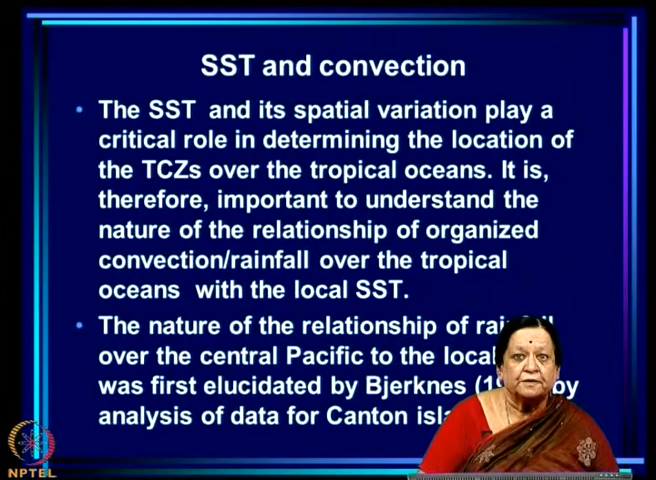 SST and convection
• The SST and its spatial variation play a
critical role in determining the location of
the TCZs over the tropical oceans. It is,
therefore, important to understand the
nature of the relationship of organized
convection/rainfall over the tropical
oceans with the local SST.
• The nature of the relationship of
over the central Pacific to the local
was first elucidated by Bjerknes by
analysis of data for Canton
NPTEL